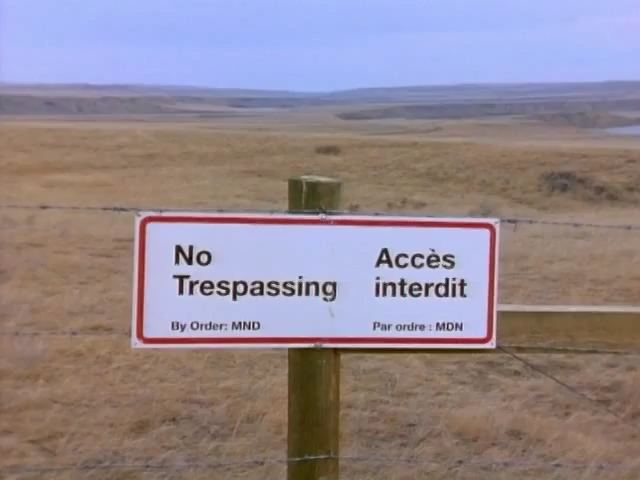 No
Trespassing
By Order: MND
Accès
interdit
Par ordre : MDN